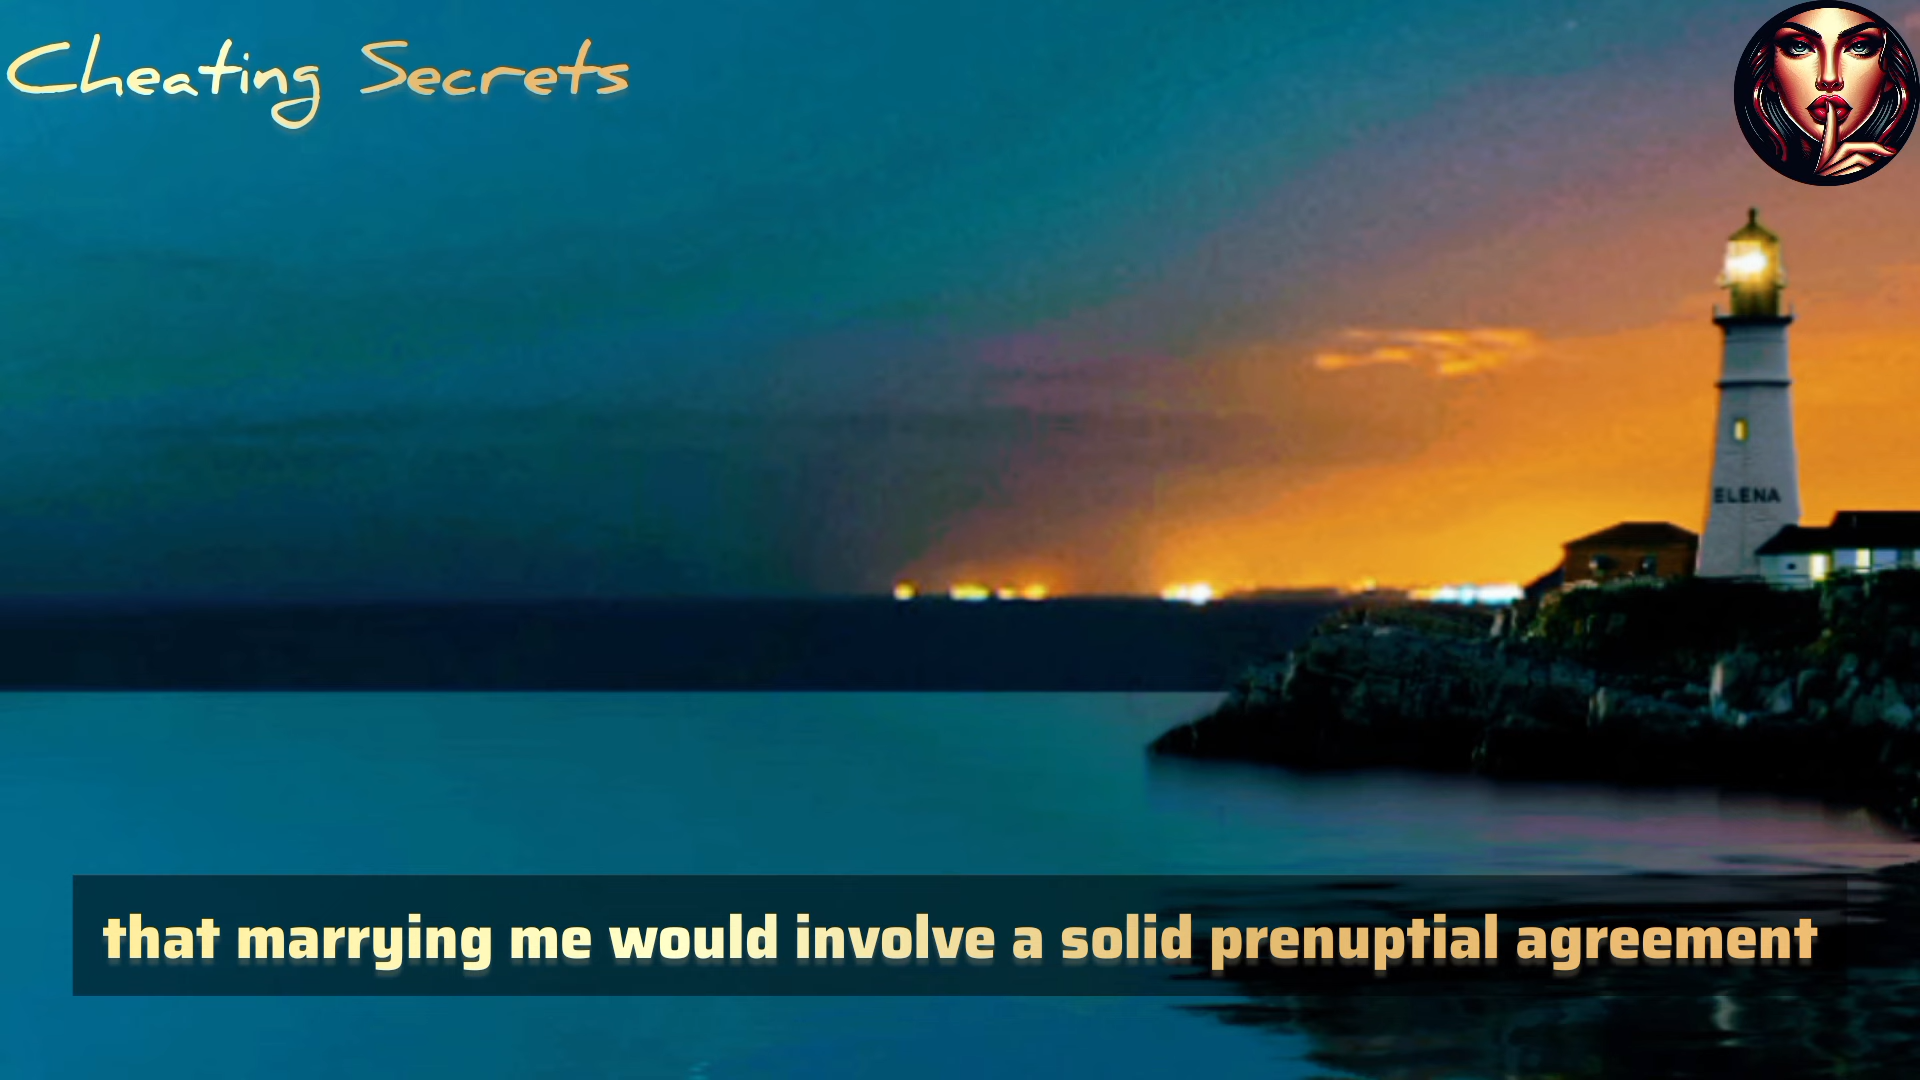 Cheating Secrets
ELENA
that marrying me would involve a solid prenuptial agreement